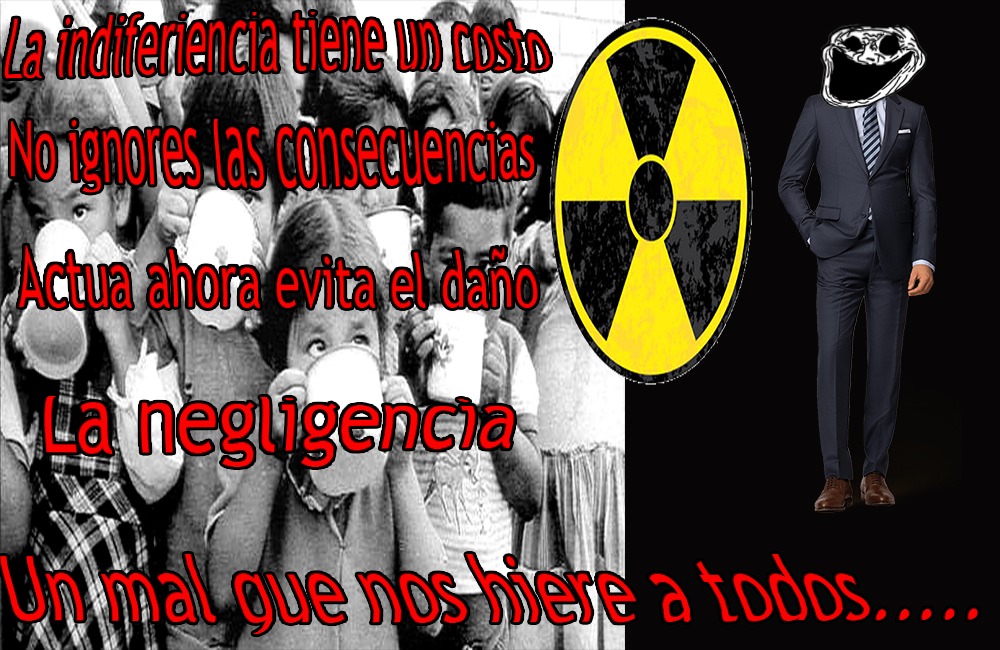 La indiferiencia tiene un costo
No ignores las consecuencias
Actua ahora evita el daño
La negligencia
Un mal que nos hiere a todos.....